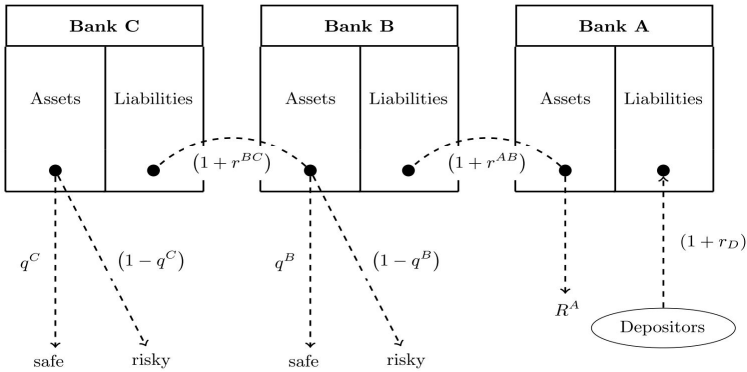 Bank C
Bank B
Bank A
Assets
Liabilities
Assets
Liabilities
Assets
Liabilities
(1 + r^{BC})
(1 + r^{AB})
q^C
(1 − q^C)
q^B
(1 − q^B)
(1 + r_D)
R^A
Depositors
safe
risky
safe
risky